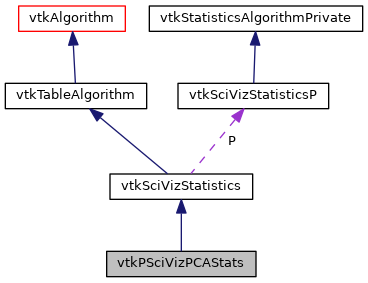 vtkAlgorithm
vtkStatisticsAlgorithmPrivate
vtkTableAlgorithm
vtkSciVizStatisticsP
P
vtkSciVizStatistics
vtkPSciVizPCAStats